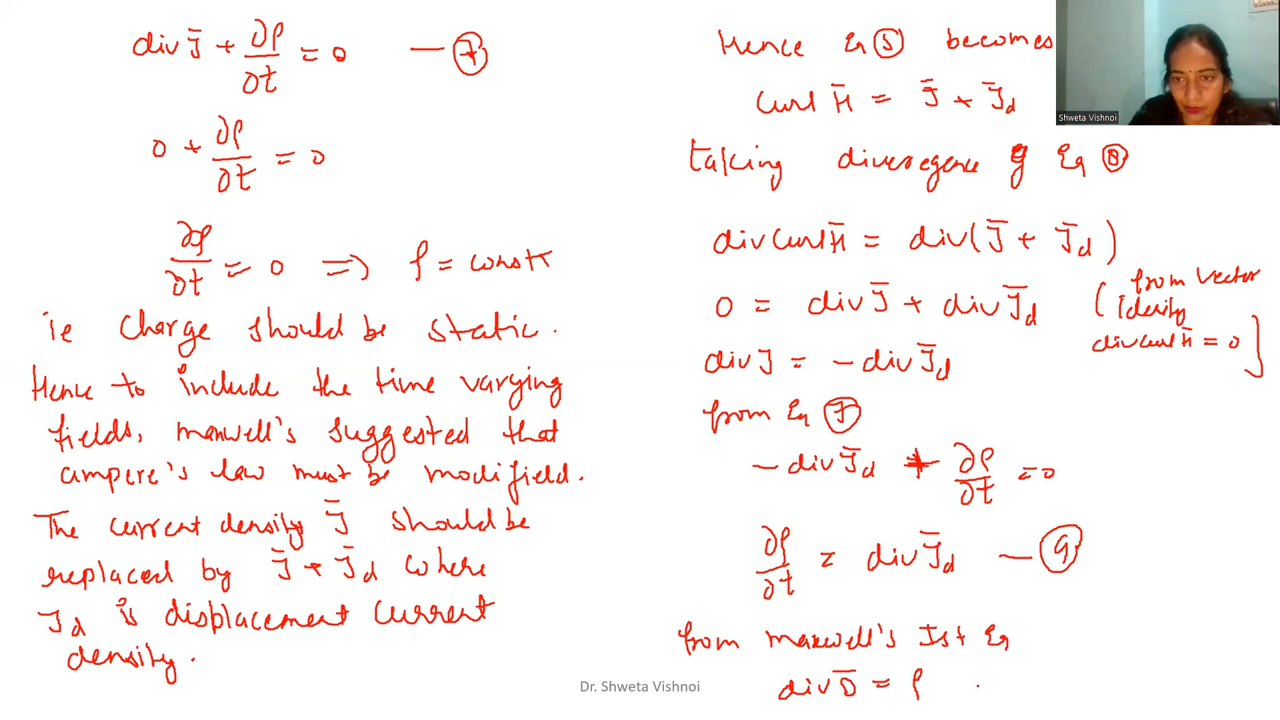 div J̄ + ∂ρ/∂t = 0 — ⑦
0 + ∂ρ/∂t = 0
∂ρ/∂t = 0 ⇒ ρ = constt
ie charge should be static.
Hence to include the time varying
fields, maxwell's suggested that
ampere's law must be modifield.
The current density J̄ should be
replaced by J̄ + J̄d where
Jd is displacement current
density.
Hence Eq ⑤ becomes
curl H̄ = J̄ + J̄d
taking divergence of Eq ⑧
div curl H̄ = div(J̄ + J̄d)
0 = div J̄ + div J̄d
(from vector
Identity
div curl H̄ = 0)
div J = - div J̄d
from Eq ⑦
- div J̄d + ∂ρ/∂t = 0
∂ρ/∂t = div J̄d — ⑨
from maxwell's Ist Eq
div D̄ = ρ
Shweta Vishnoi
Dr. Shweta Vishnoi